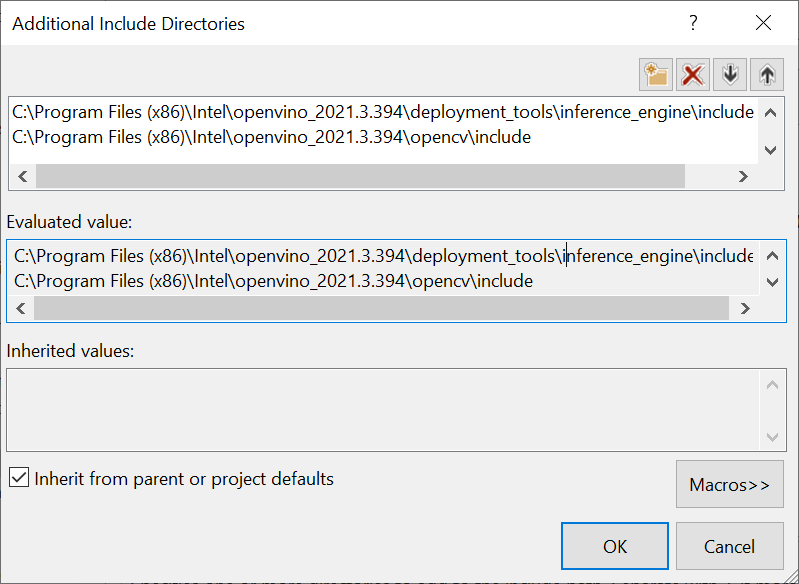 Additional Include Directories
?
C:\Program Files (x86)\Intel\openvino_2021.3.394\deployment_tools\inference_engine\include
C:\Program Files (x86)\Intel\openvino_2021.3.394\opencv\include
Evaluated value:
C:\Program Files (x86)\Intel\openvino_2021.3.394\deployment_tools\inference_engine\include
C:\Program Files (x86)\Intel\openvino_2021.3.394\opencv\include
Inherited values:
Inherit from parent or project defaults
Macros>>
OK
Cancel